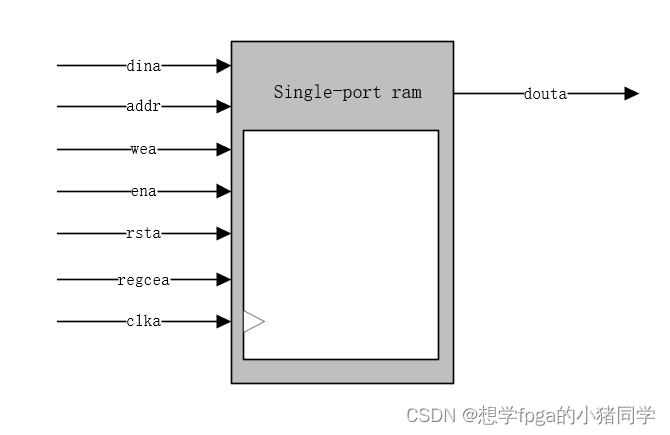 dina
Single-port ram
douta
addr
wea
ena
rsta
regcea
clka
CSDN @想学fpga的小猪同学